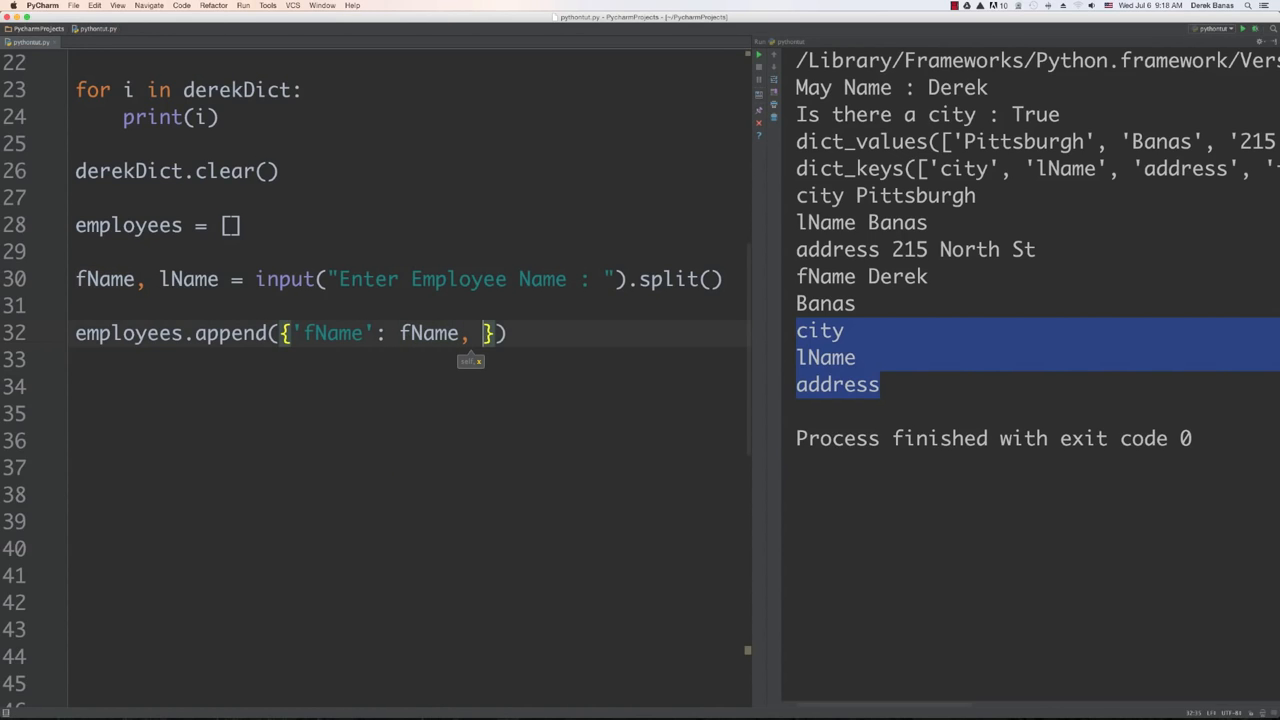 PyCharm File Edit View Navigate Code Refactor Run Tools VCS Window Help 10 Wed Jul 6 9:18 AM Derek Banas
pythontut.py - PyCharmProjects - [~/PycharmProjects]
PycharmProjects pythontut.py pythontut
pythontut.py
Run pythontut
22
23 for i in derekDict:
24 print(i)
25
26 derekDict.clear()
27
28 employees = []
29
30 fName, lName = input("Enter Employee Name : ").split()
31
32 employees.append({'fName': fName, })
33
34
35
36
37
38
39
40
41
42
43
44
45
/Library/Frameworks/Python.framework/Vers
May Name : Derek
Is there a city : True
dict_values(['Pittsburgh', 'Banas', '215
dict_keys(['city', 'lName', 'address', '
city Pittsburgh
lName Banas
address 215 North St
fName Derek
Banas
city
lName
address
Process finished with exit code 0